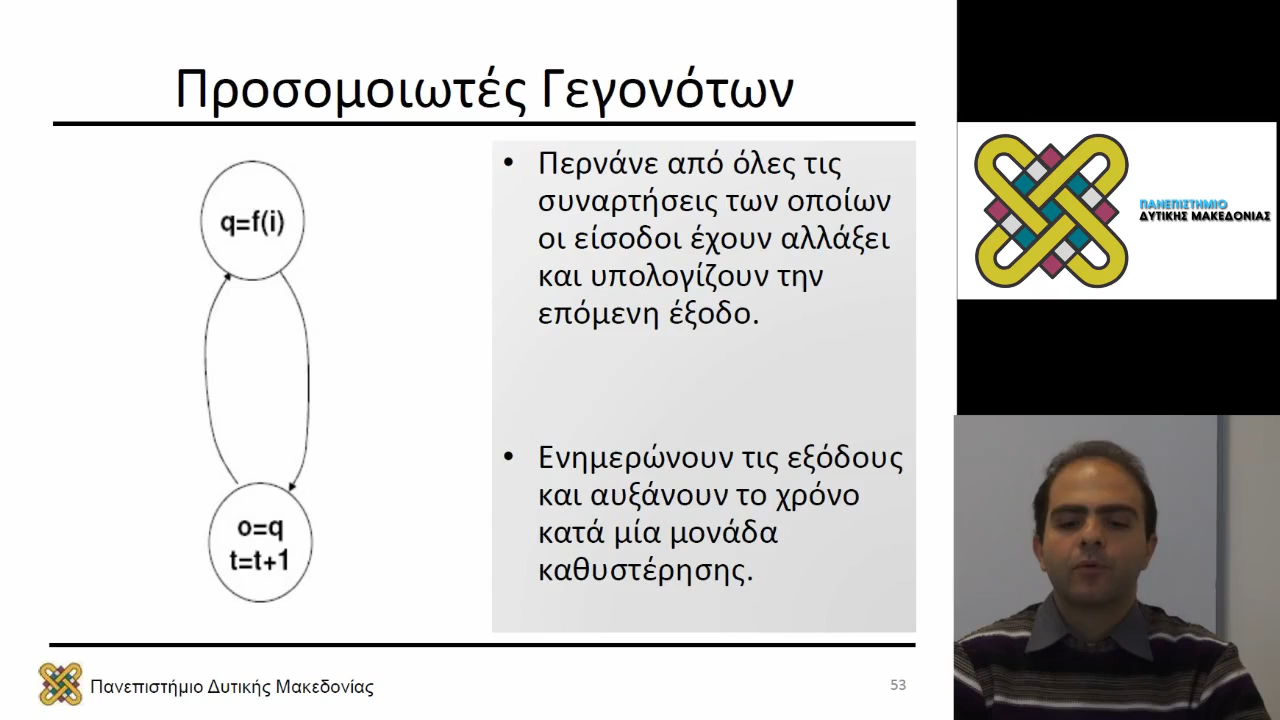 Προσομοιωτές Γεγονότων
q=f(i)
o=q
t=t+1
• Περνάνε από όλες τις
συναρτήσεις των οποίων
οι είσοδοι έχουν αλλάξει
και υπολογίζουν την
επόμενη έξοδο.
• Ενημερώνουν τις εξόδους
και αυξάνουν το χρόνο
κατά μία μονάδα
καθυστέρησης.
Πανεπιστήμιο Δυτικής Μακεδονίας
53
ΠΑΝΕΠΙΣΤΗΜΙΟ
ΔΥΤΙΚΗΣ ΜΑΚΕΔΟΝΙΑΣ